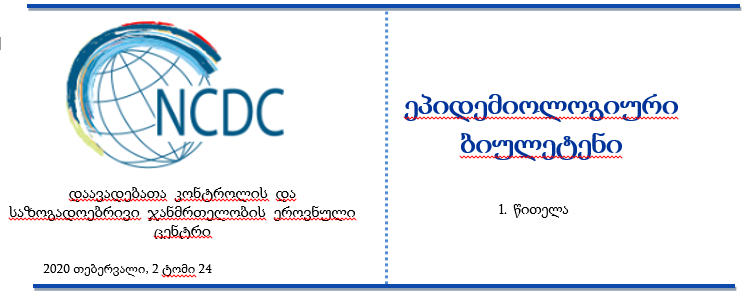 NCDC
დაავადებათა კონტროლის და
საზოგადოებრივი ჯანმრთელობის ეროვნული
ცენტრი
2020 თებერვალი, 2 ტომი 24
ეპიდემიოლოგიური
ბიულეტენი
1. წითელა